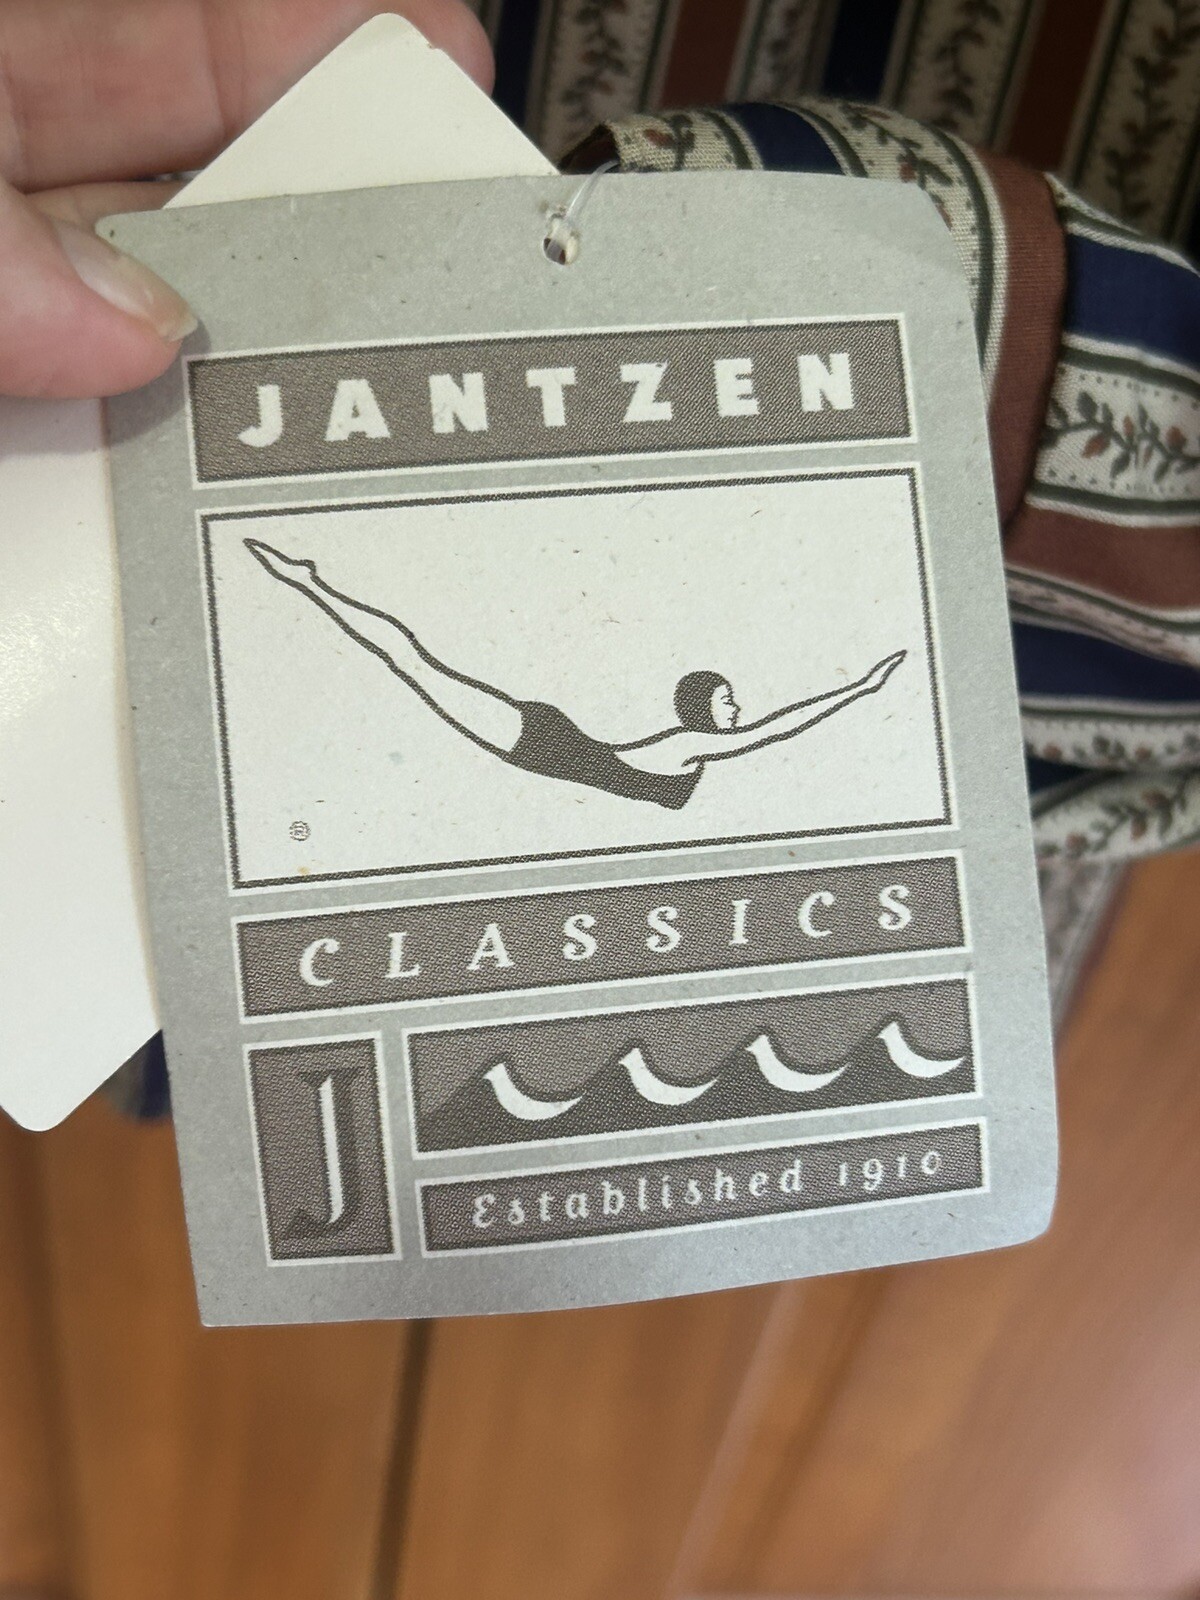 JANTZEN
®
CLASSICS
J
Established 1910